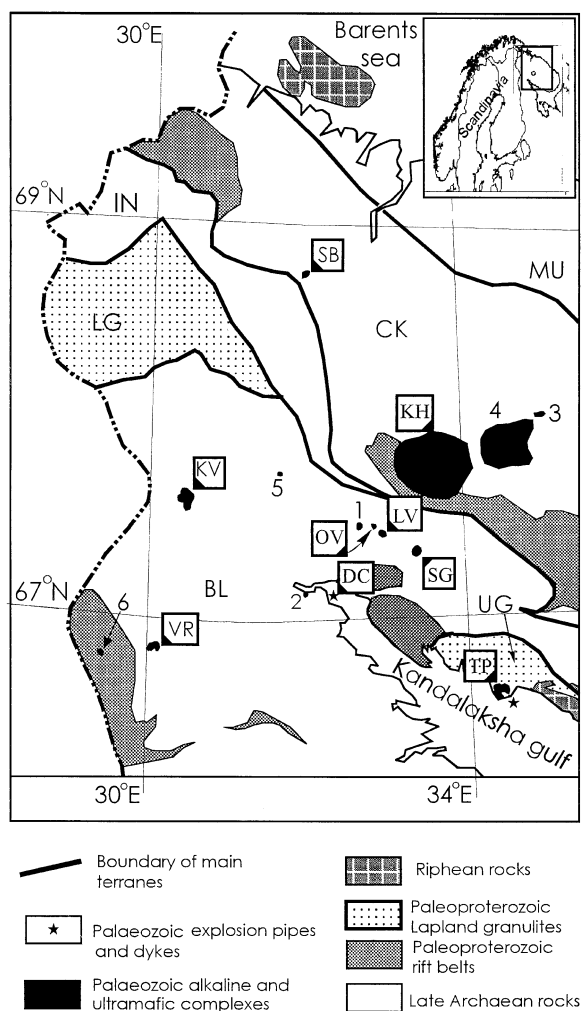 30°E
Barents
sea
Scandinavia
69°N
IN
MU
SB
LG
CK
KH
4
3
KV
5
1
LV
OV
DC
SG
67°N
BL
2
UG
6
VR
TP
Kandalaksha gulf
30°E
34°E
Boundary of main
terranes
Palaeozoic explosion pipes
and dykes
Palaeozoic alkaline and
ultramafic complexes
Riphean rocks
Paleoproterozoic
Lapland granulites
Paleoproterozoic
rift belts
Late Archaean rocks